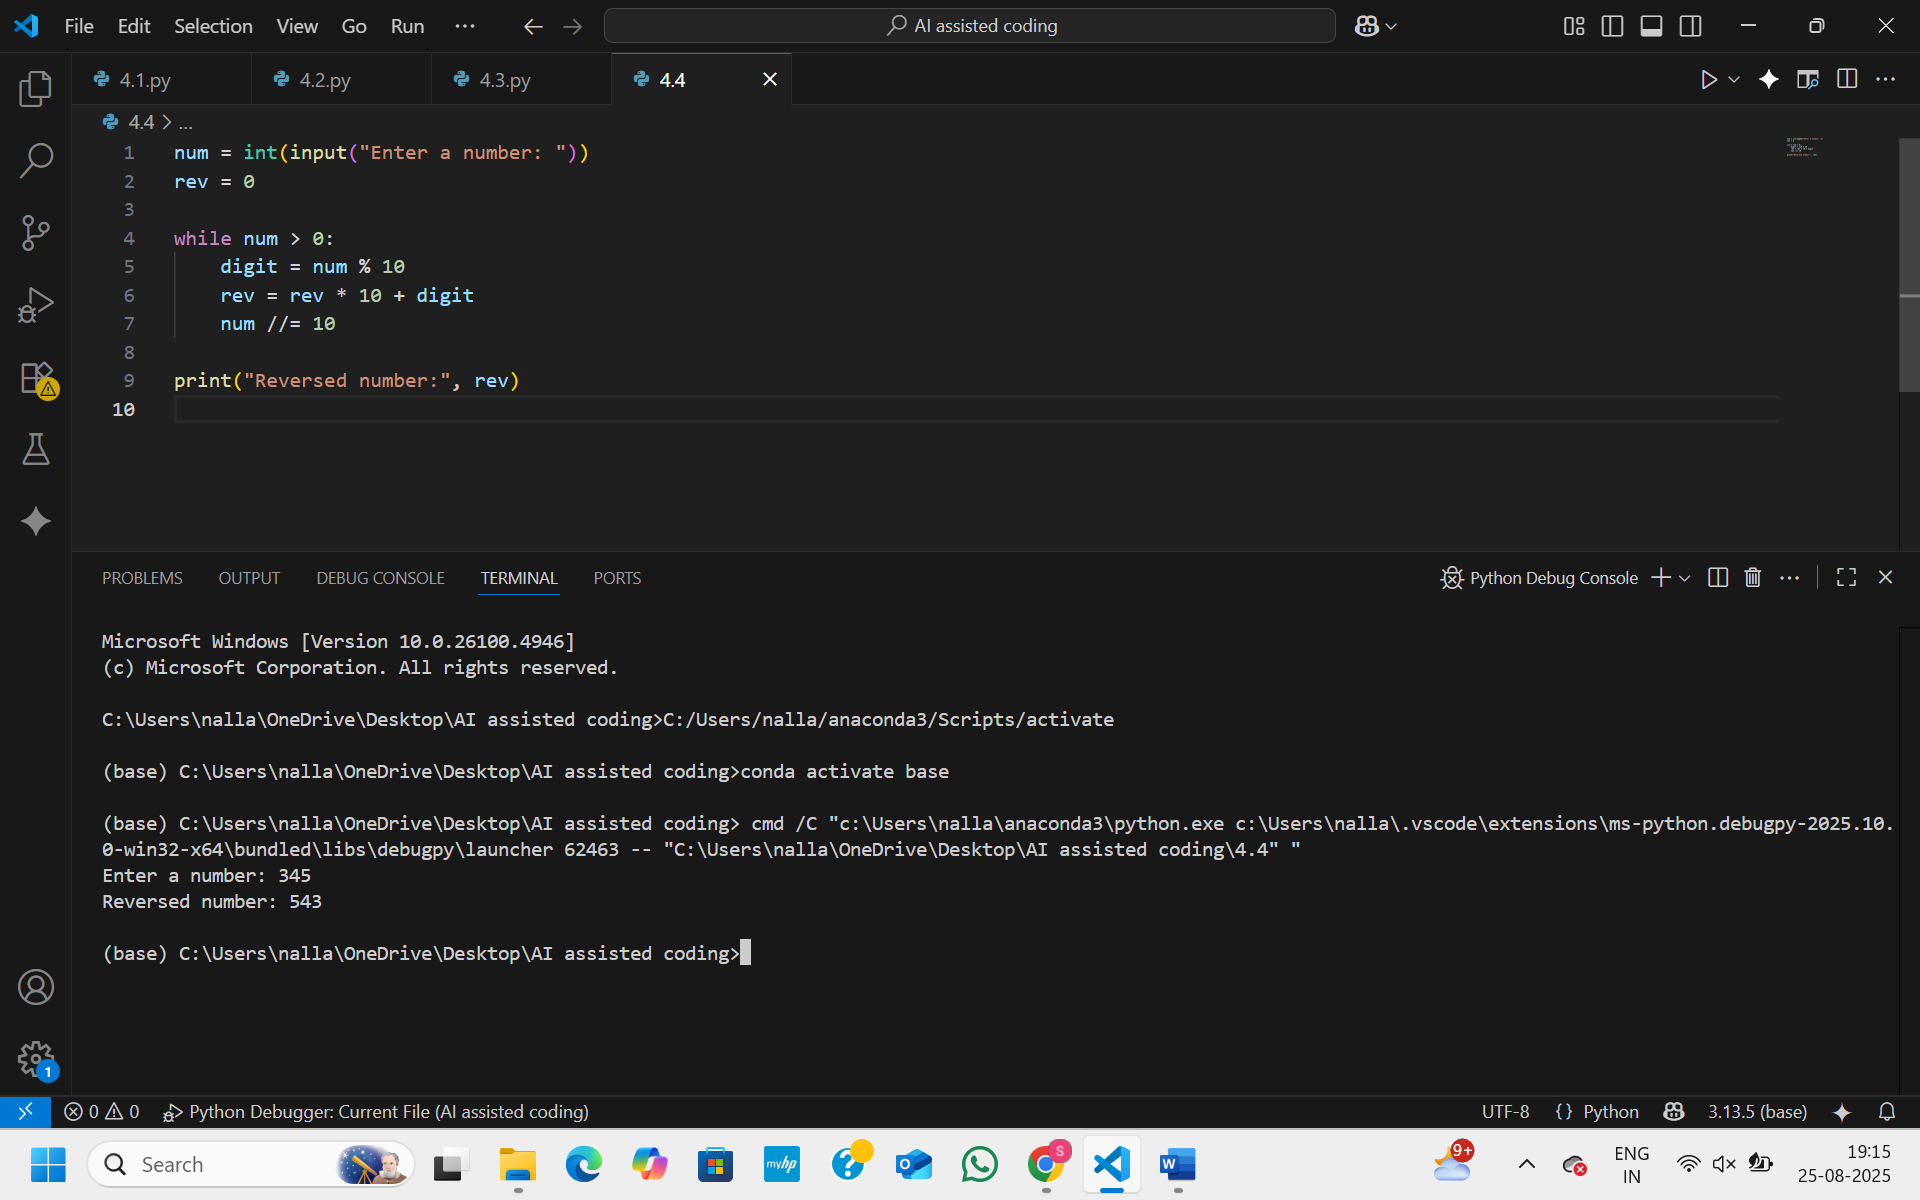 File Edit Selection View Go Run ···
AI assisted coding
4.1.py 4.2.py 4.3.py 4.4
4.4 > ...
1 num = int(input("Enter a number: "))
2 rev = 0
3
4 while num > 0:
5 digit = num % 10
6 rev = rev * 10 + digit
7 num //= 10
8
9 print("Reversed number:", rev)
10
PROBLEMS OUTPUT DEBUG CONSOLE TERMINAL PORTS
Python Debug Console
Microsoft Windows [Version 10.0.26100.4946]
(c) Microsoft Corporation. All rights reserved.
C:\Users\nalla\OneDrive\Desktop\AI assisted coding>C:/Users/nalla/anaconda3/Scripts/activate
(base) C:\Users\nalla\OneDrive\Desktop\AI assisted coding>conda activate base
(base) C:\Users\nalla\OneDrive\Desktop\AI assisted coding> cmd /C "c:\Users\nalla\anaconda3\python.exe c:\Users\nalla\.vscode\extensions\ms-python.debugpy-2025.10.
0-win32-x64\bundled\libs\debugpy\launcher 62463 -- "C:\Users\nalla\OneDrive\Desktop\AI assisted coding\4.4" "
Enter a number: 345
Reversed number: 543
(base) C:\Users\nalla\OneDrive\Desktop\AI assisted coding>
1
0 0 Python Debugger: Current File (AI assisted coding)
UTF-8 {} Python 3.13.5 (base)
Search
myhp
S
9+
ENG
IN
19:15
25-08-2025